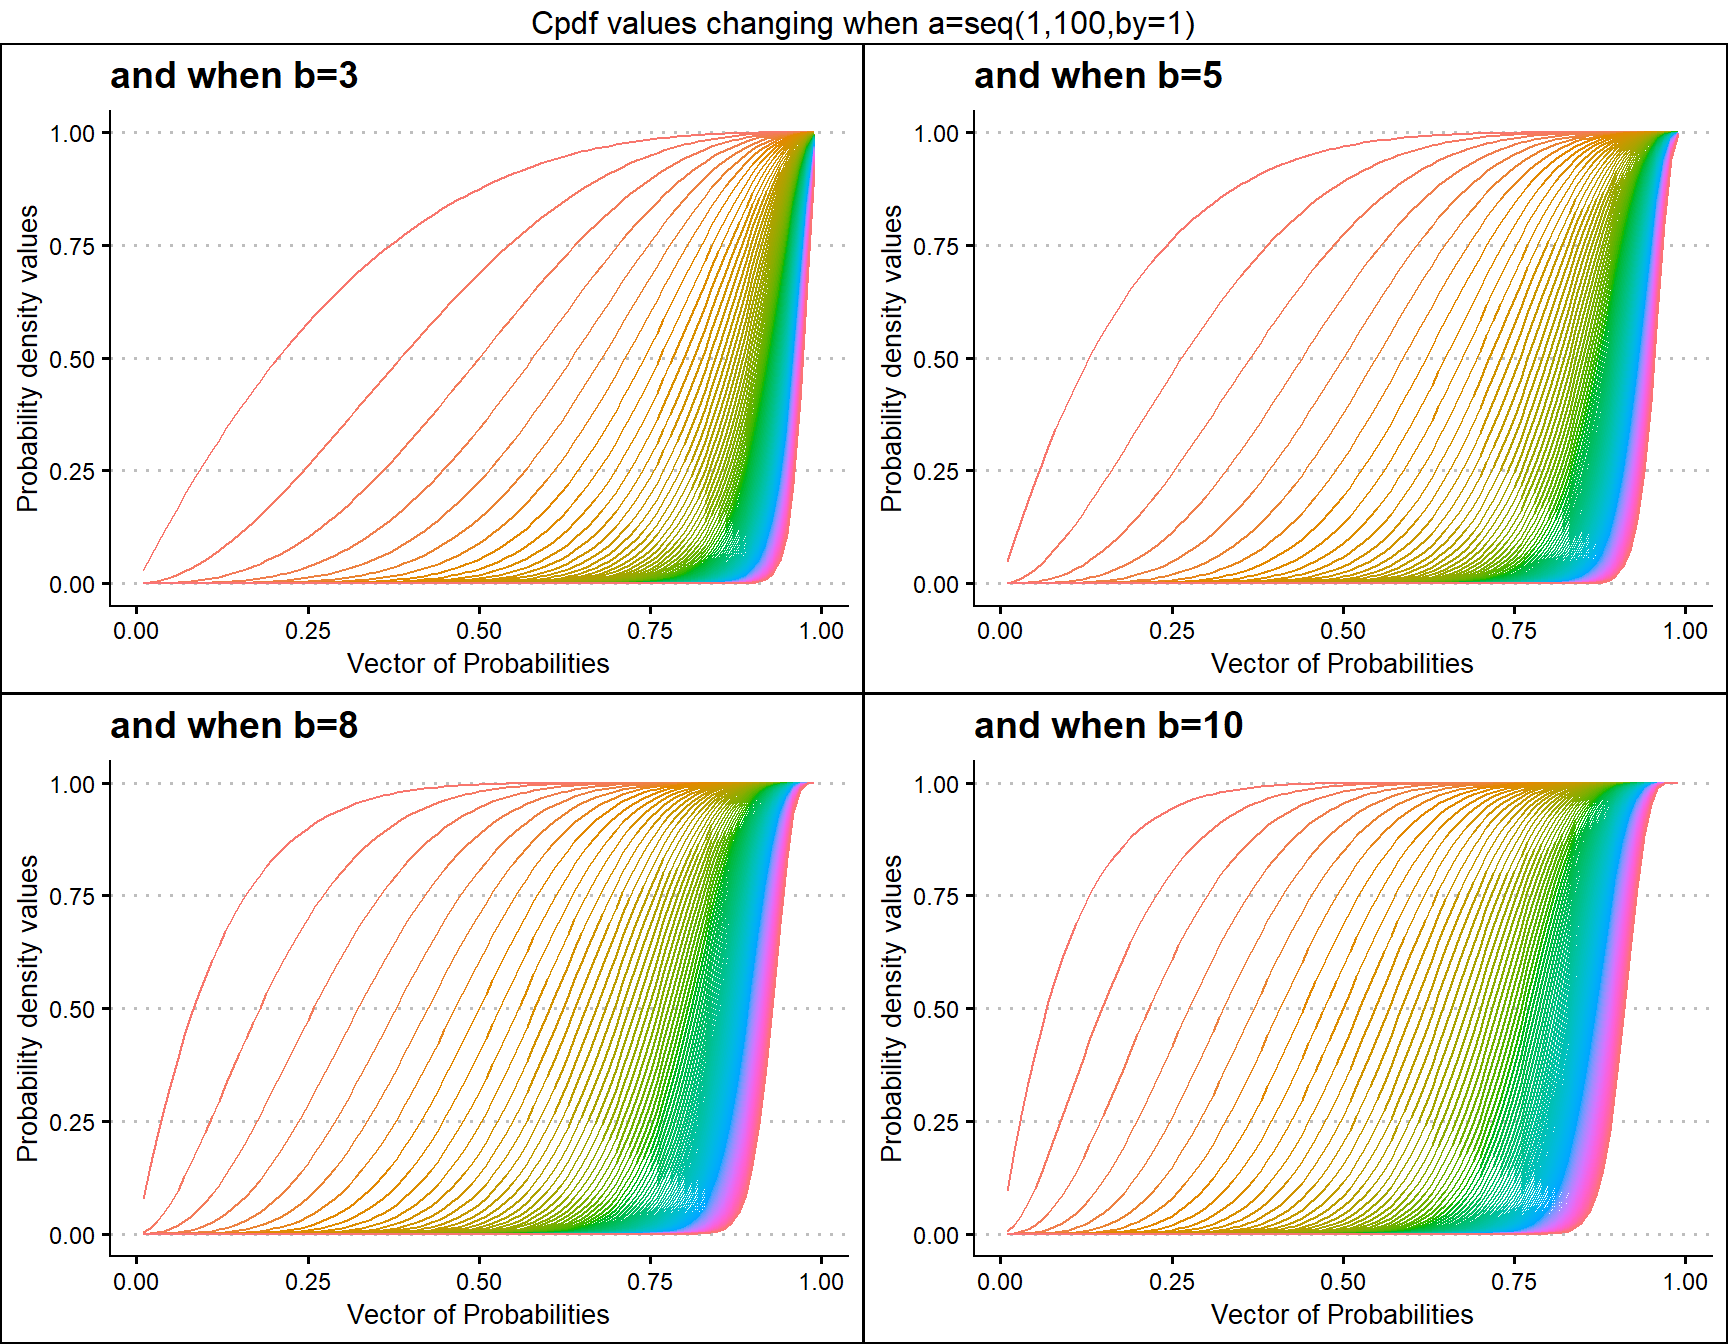 Cpdf values changing when a=seq(1,100,by=1)
and when b=3
Probability density values
1.00
0.75
0.50
0.25
0.00
0.00 0.25 0.50 0.75 1.00
Vector of Probabilities
and when b=5
Probability density values
1.00
0.75
0.50
0.25
0.00
0.00 0.25 0.50 0.75 1.00
Vector of Probabilities
and when b=8
Probability density values
1.00
0.75
0.50
0.25
0.00
0.00 0.25 0.50 0.75 1.00
Vector of Probabilities
and when b=10
Probability density values
1.00
0.75
0.50
0.25
0.00
0.00 0.25 0.50 0.75 1.00
Vector of Probabilities